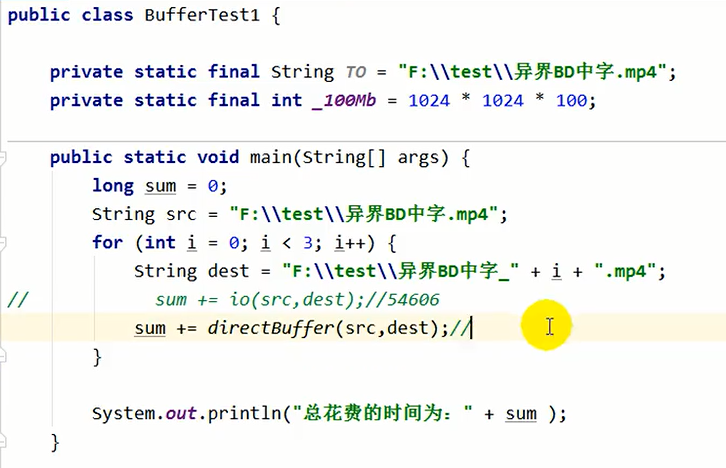 public class BufferTest1 {
    private static final String TO = "F:\\test\\异界BD中字.mp4";
    private static final int _100Mb = 1024 * 1024 * 100;
    public static void main(String[] args) {
        long sum = 0;
        String src = "F:\\test\\异界BD中字.mp4";
        for (int i = 0; i < 3; i++) {
            String dest = "F:\\test\\异界BD中字_" + i + ".mp4";
//            sum += io(src,dest);//54606
            sum += directBuffer(src,dest);//
        }
        System.out.println("总花费的时间为：" + sum );
    }